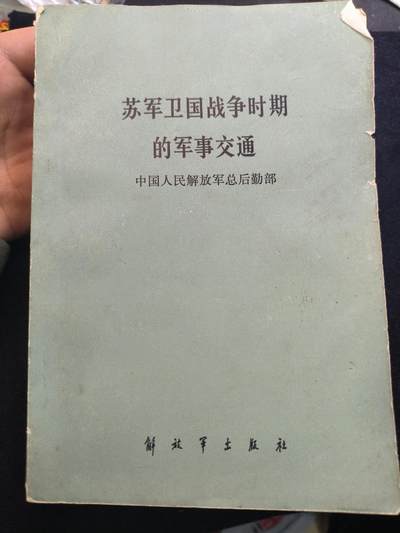 苏军卫国战争时期
的军事交通
中国人民解放军总后勤部
解放军出版社